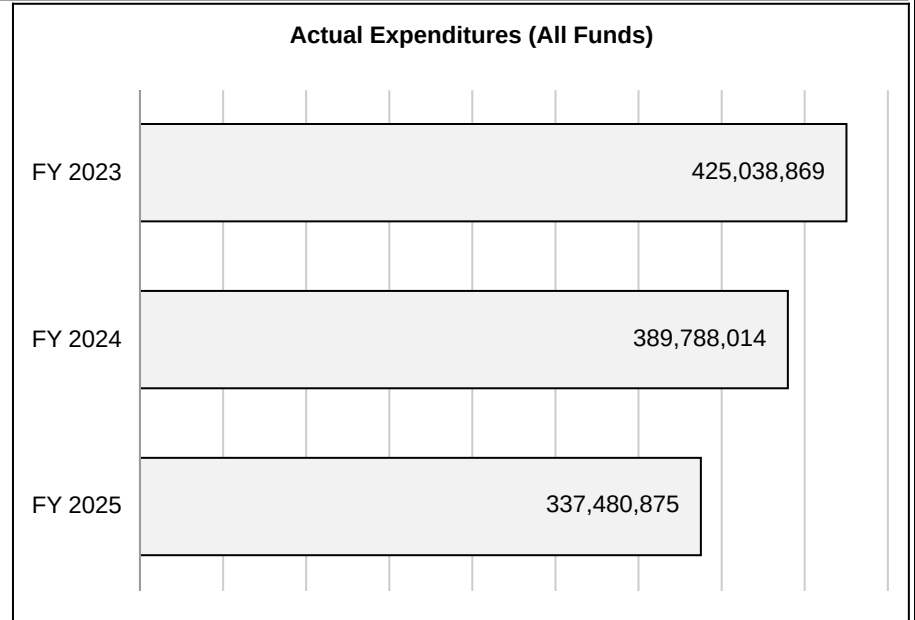 Actual Expenditures (All Funds)
FY 2023 425,038,869
FY 2024 389,788,014
FY 2025 337,480,875